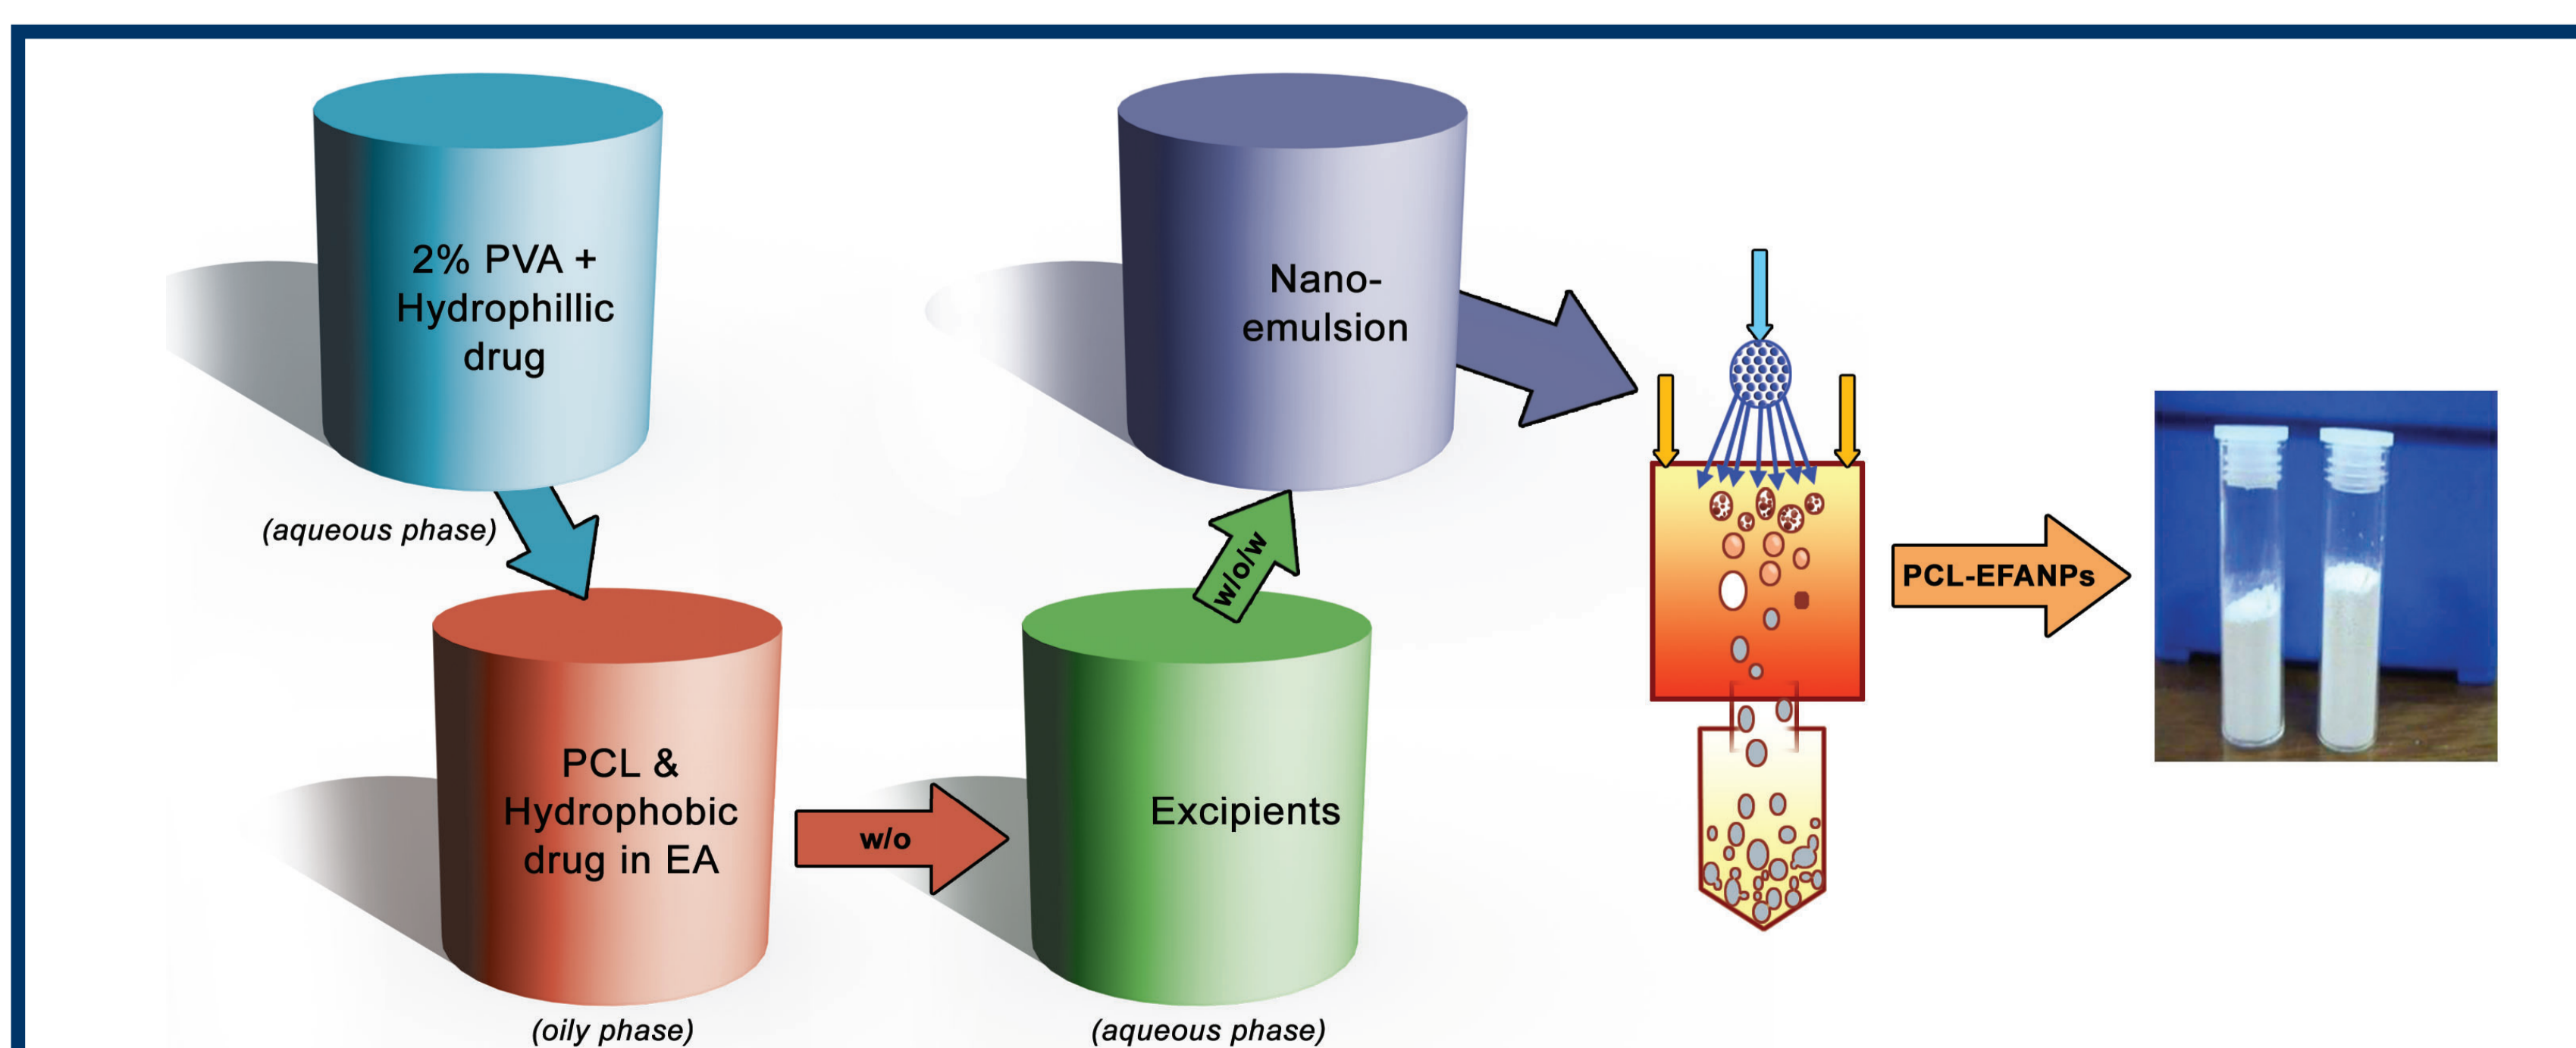 2% PVA +
Hydrophillic
drug
(aqueous phase)
PCL &
Hydrophobic
drug in EA
(oily phase)
w/o
Excipients
(aqueous phase)
w/o/w
Nano-
emulsion
PCL-EFANPs